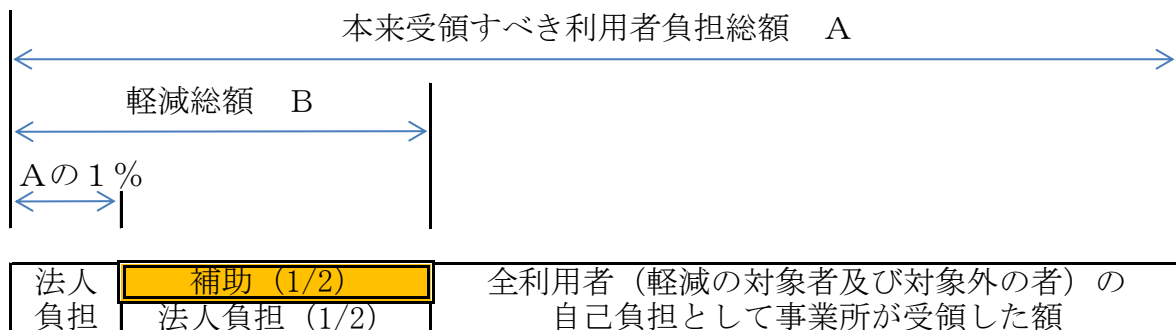 本来受領すべき利用者負担総額　A
軽減総額　B
Aの１％
法人
負担
補助（1/2）
法人負担（1/2）
全利用者（軽減の対象者及び対象外の者）の
自己負担として事業所が受領した額